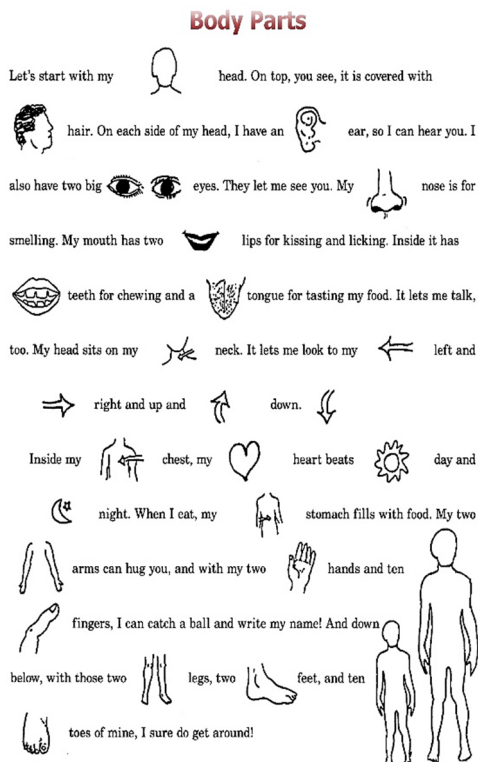 Body Parts
Let's start with my head. On top, you see, it is covered with
hair. On each side of my head, I have an ear, so I can hear you. I
also have two big eyes. They let me see you. My nose is for
smelling. My mouth has two lips for kissing and licking. Inside it has
teeth for chewing and a tongue for tasting my food. It lets me talk,
too. My head sits on my neck. It lets me look to my left and
right and up and down.
Inside my chest, my heart beats day and
night. When I eat, my stomach fills with food. My two
arms can hug you, and with my two hands and ten
fingers, I can catch a ball and write my name! And down
below, with those two legs, two feet, and ten
toes of mine, I sure do get around!